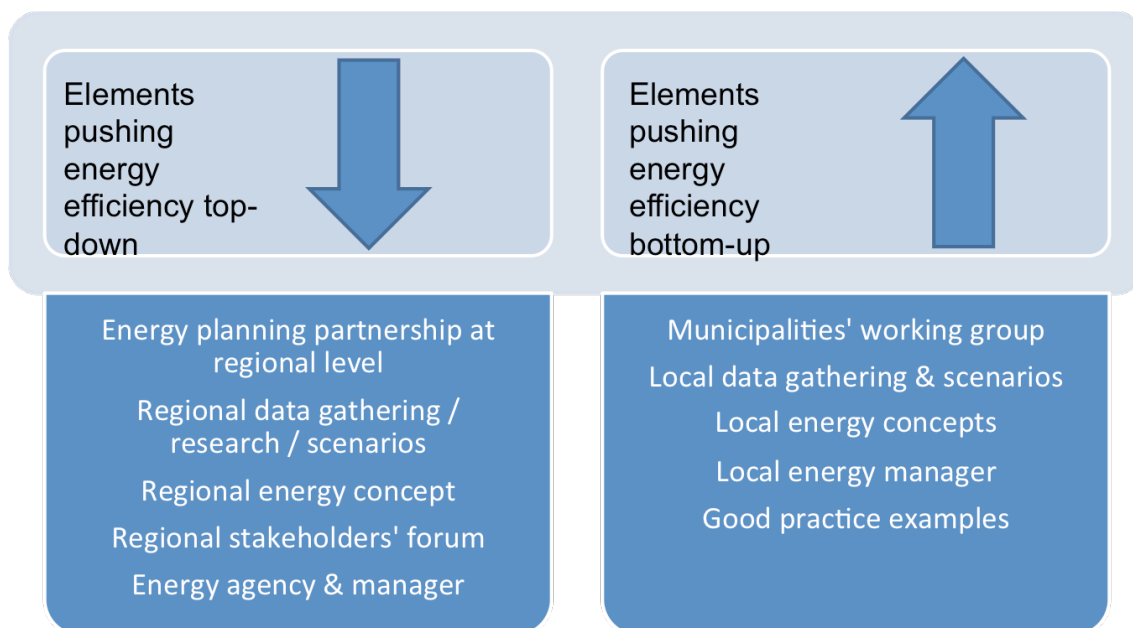 Elements
pushing
energy
efficiency top-
down
Elements
pushing
energy
efficiency
bottom-up
Energy planning partnership at
regional level
Regional data gathering /
research / scenarios
Regional energy concept
Regional stakeholders' forum
Energy agency & manager
Municipalities' working group
Local data gathering & scenarios
Local energy concepts
Local energy manager
Good practice examples